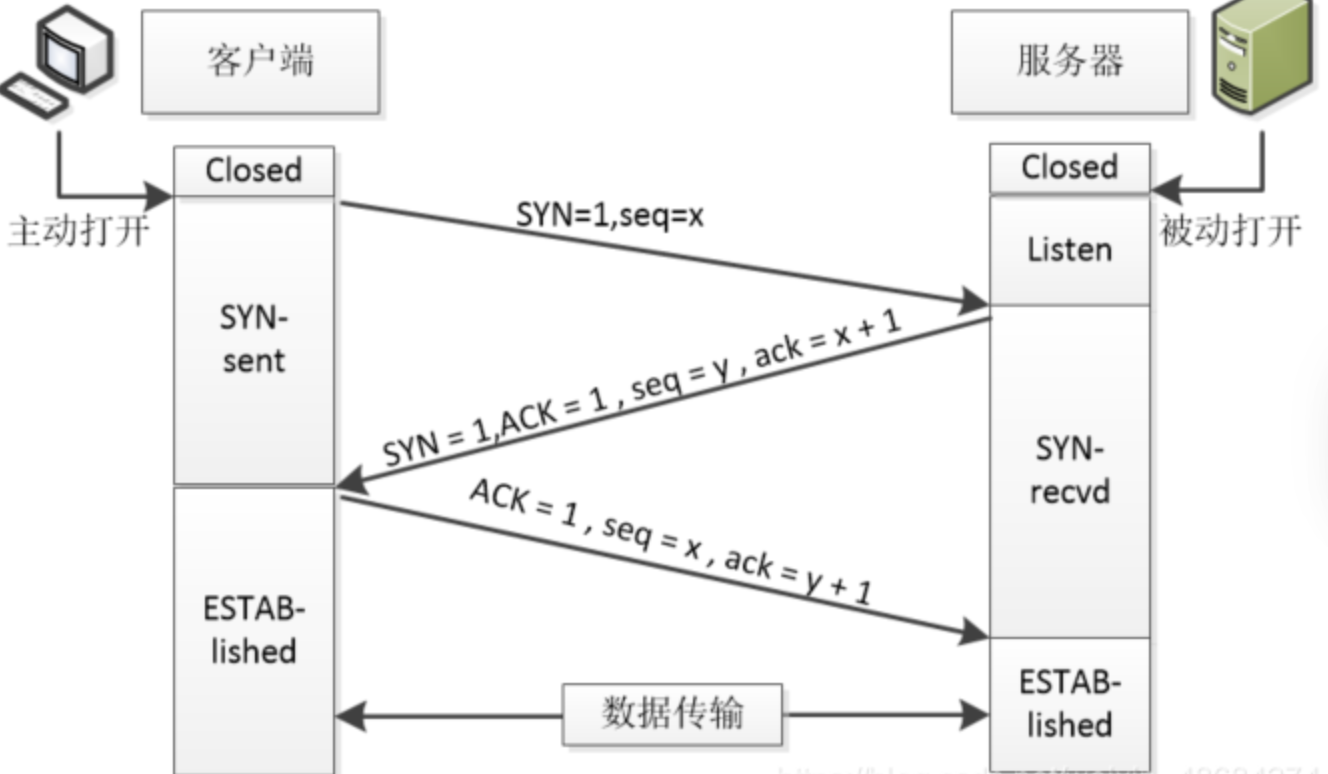 客户端
服务器
Closed
Closed
主动打开
被动打开
SYN=1,seq=x
Listen
SYN-
sent
SYN = 1,ACK = 1 , seq = y , ack = x + 1
SYN-
recvd
ACK = 1 , seq = x , ack = y + 1
ESTAB-
lished
ESTAB-
lished
数据传输